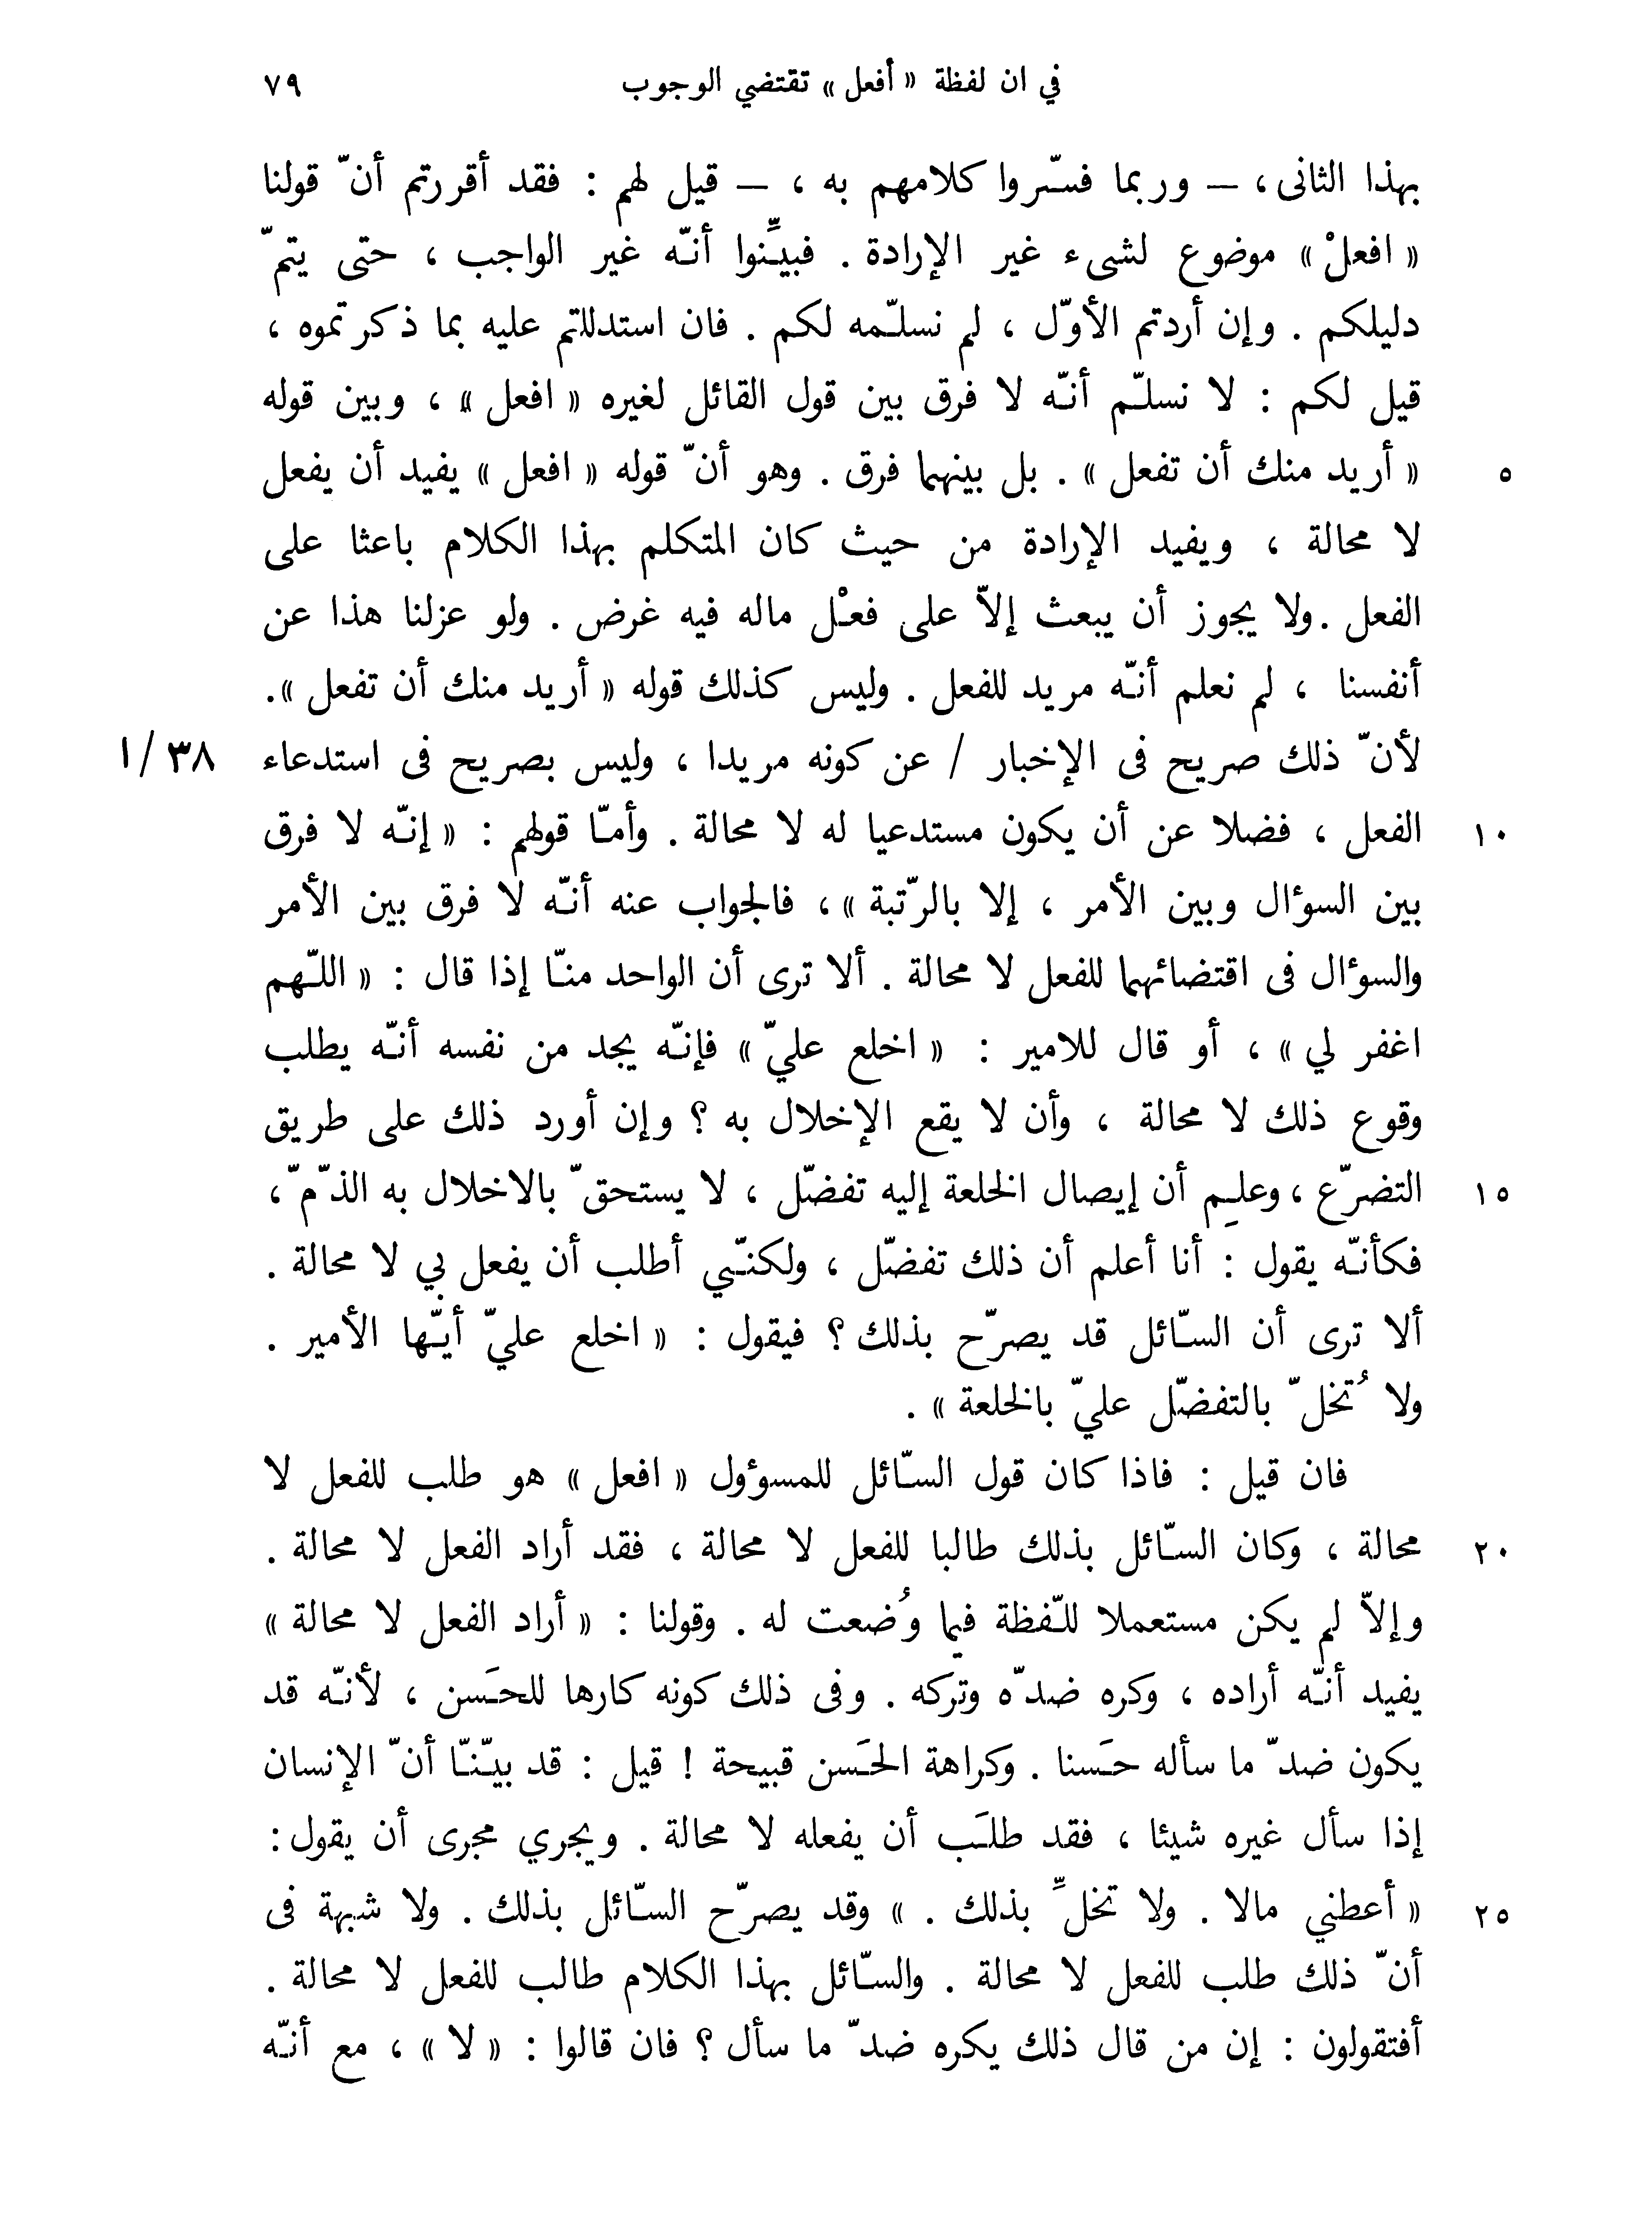 في ان لفظة « أفعل » تقتضي الوجوب ٧٩
بهذا الثانى ، — وربما فسّروا كلامهم به ، — قيل لهم : فقد أقررتم أنّ قولنا
« افعلْ » موضوع لشىء غير الإرادة . فبيِّنوا أنّه غير الواجب ، حتى يتمّ
دليلكم . وإن أردتم الأوّل ، لم نسلّمه لكم . فان استدللتم عليه بما ذكرتموه ،
قيل لكم : لا نسلّم أنّه لا فرق بين قول القائل لغيره « افعل » ، وبين قوله
« أريد منك أن تفعل » . بل بينهما فرق . وهو أنّ قوله « افعل » يفيد أن يفعل ٥
لا محالة ، ويفيد الإرادة من حيث كان المتكلم بهذا الكلام باعثا على
الفعل . ولا يجوز أن يبعث إلاّ على فعْل ماله فيه غرض . ولو عزلنا هذا عن
أنفسنا ، لم نعلم أنّه مريد للفعل . وليس كذلك قوله « أريد منك أن تفعل ».
لأنّ ذلك صريح فى الإخبار / عن كونه مريدا ، وليس بصريح فى استدعاء ٣٨/ا
الفعل ، فضلا عن أن يكون مستدعيا له لا محالة . وأمّا قولهم : « إنّه لا فرق ١٠
بين السؤال وبين الأمر ، إلا بالرّتبة » ، فالجواب عنه أنّه لا فرق بين الأمر
والسؤال فى اقتضائهما للفعل لا محالة . ألا ترى أن الواحد منّا إذا قال : « اللّهم
اغفر لي » ، أو قال للامير : « اخلع عليّ » فإنّه يجد من نفسه أنّه يطلب
وقوع ذلك لا محالة ، وأن لا يقع الإخلال به ؟ وإن أورد ذلك على طريق
التضرّع ، وعلِم أن إيصال الخلعة إليه تفضّل ، لا يستحقّ بالاخلال به الذّمّ ، ١٥
فكأنّه يقول : أنا أعلم أن ذلك تفضّل ، ولكنّني أطلب أن يفعل بي لا محالة .
ألا ترى أن السّائل قد يصرّح بذلك ؟ فيقول : « اخلع عليّ أيّها الأمير .
ولا تُخلّ بالتفضّل عليّ بالخلعة » .
فان قيل : فاذا كان قول السّائل للمسوؤول « افعل » هو طلب للفعل لا
محالة ، وكان السّائل بذلك طالبا للفعل لا محالة ، فقد أراد الفعل لا محالة . ٢٠
وإلاّ لم يكن مستعملا للّفظة فيما وُضعت له . وقولنا : « أراد الفعل لا محالة »
يفيد أنّه أراده ، وكره ضدّه وتركه . وفى ذلك كونه كارها للحَسن ، لأنّه قد
يكون ضدّ ما سأله حَسنا . وكراهة الحَسن قبيحة ! قيل : قد بيّنّا أنّ الإنسان
إذا سأل غيره شيئا ، فقد طلَب أن يفعله لا محالة . ويجري مجرى أن يقول :
« أعطني مالا . ولا تخلِّ بذلك . » وقد يصرّح السّائل بذلك . ولا شبهة فى ٢٥
أنّ ذلك طلب للفعل لا محالة . والسّائل بهذا الكلام طالب للفعل لا محالة .
أفتقولون : إن من قال ذلك يكره ضدّ ما سأل ؟ فان قالوا : « لا » ، مع أنّه